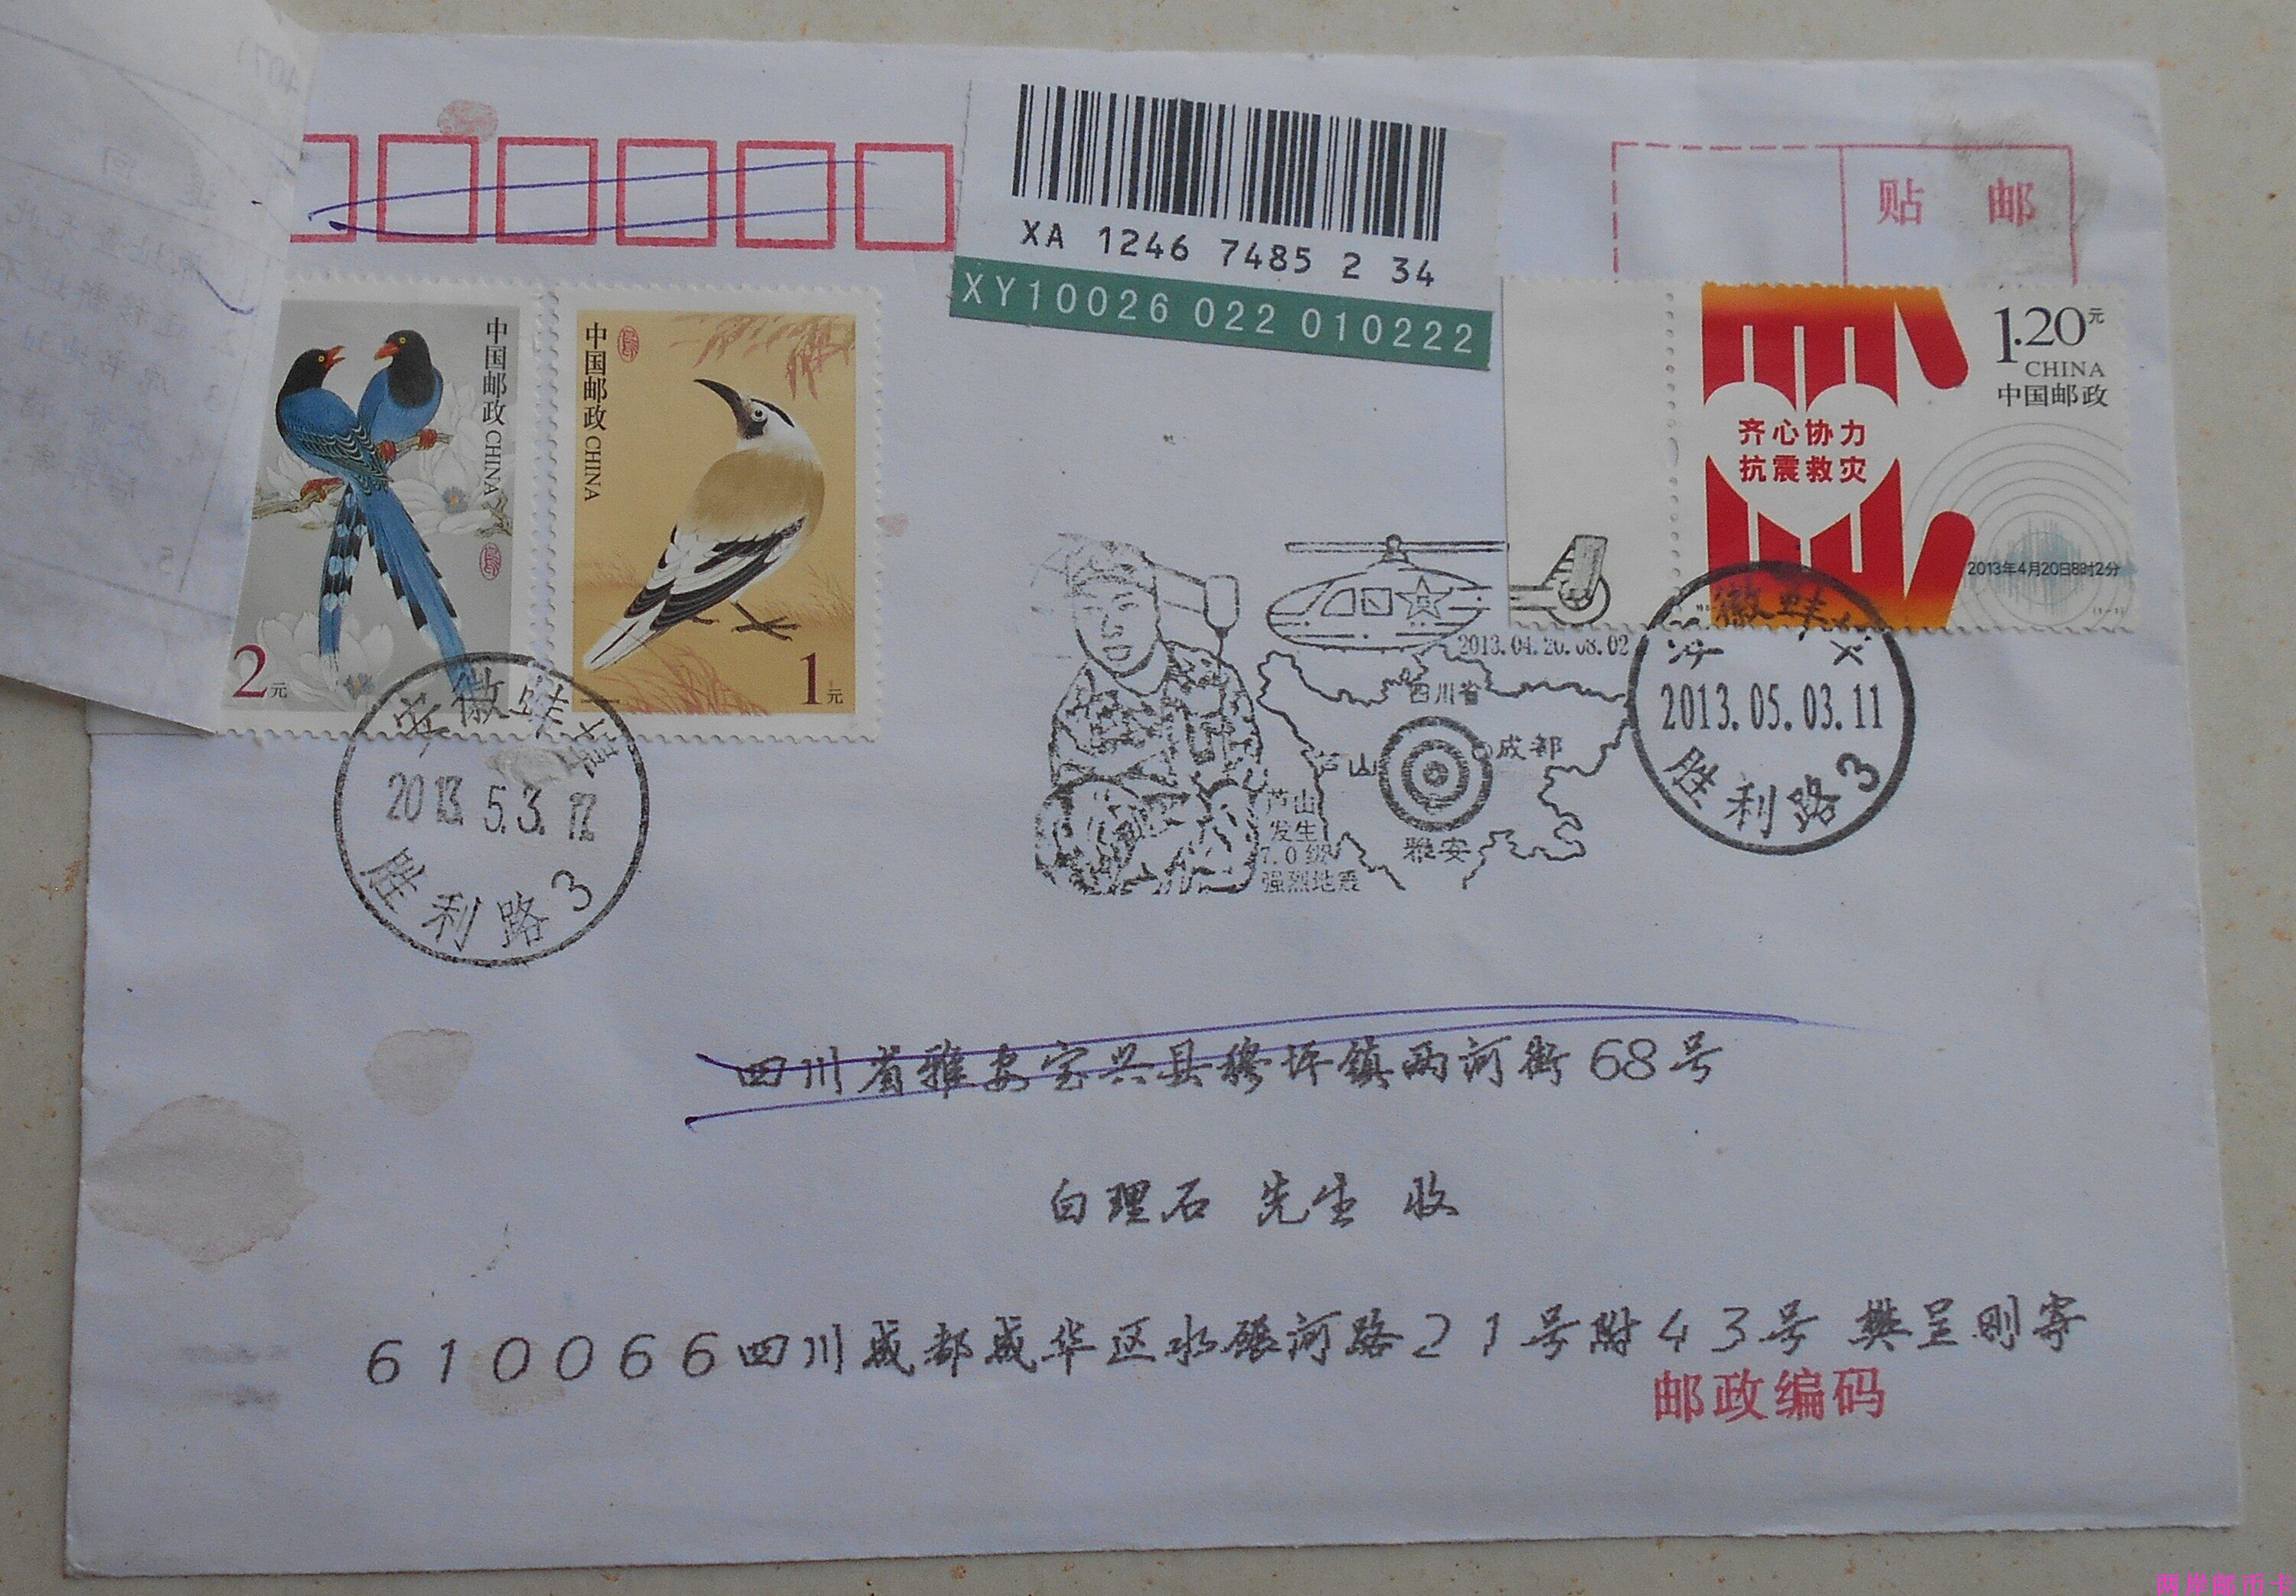 贴 邮
XA 1246 7485 2 34
XY10026 022 010222
中国邮政 CHINA
2元
中国邮政 CHINA
1元
1.20元
CHINA
中国邮政
齐心协力
抗震救灾
2013年4月20日8时2分
2013.04.20.08.02
四川省
成都
芦山
雅安
芦山
发生
7.0级
强烈地震
安徽蚌埠
2013.5.3.
胜利路3
徽蚌
2013.05.03.11
胜利路3
四川省雅安宝兴县穆坪镇两河街68号
白理石 先生 收
610066四川成都成华区水碾河路21号附43号 樊呈刚寄
邮政编码
两岸邮币卡